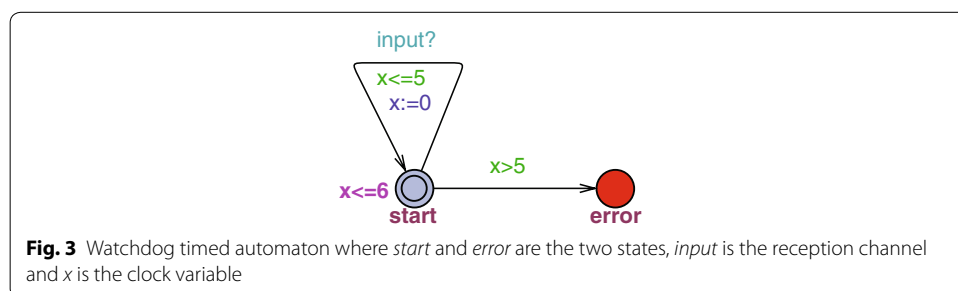 input?
x<=5
x:=0
x>5
x<=6
start
error
Fig. 3 Watchdog timed automaton where start and error are the two states, input is the reception channel
and x is the clock variable